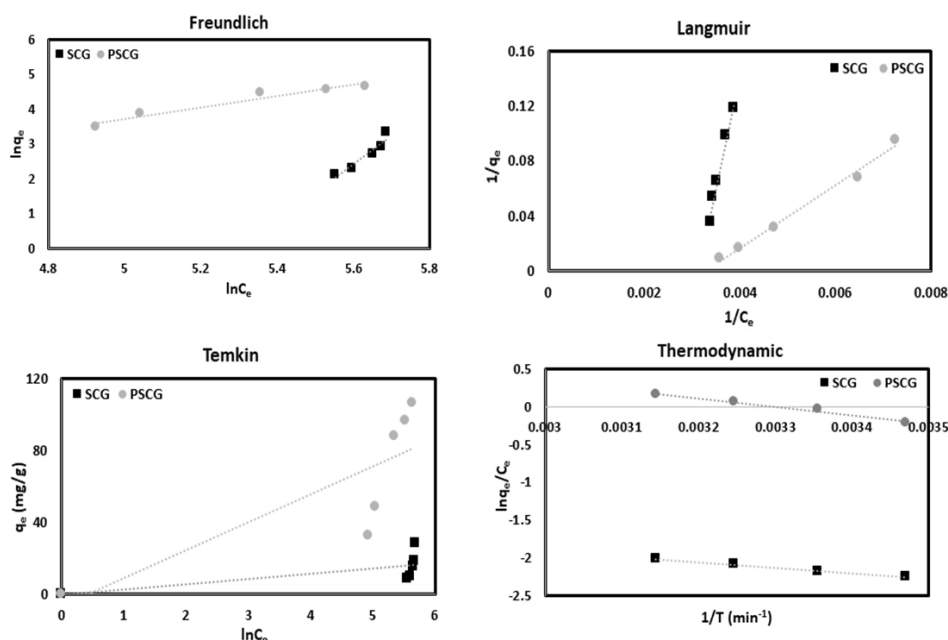 Freundlich
6
5
4
3
2
1
0
SCG PSCG
lnqₑ
4.8 5 5.2 5.4 5.6 5.8
lnCₑ
Langmuir
0.16
0.12
0.08
0.04
0
SCG PSCG
1/qₑ
0 0.002 0.004 0.006 0.008
1/Cₑ
Temkin
120
80
40
0
SCG PSCG
qₑ (mg/g)
0 1 2 3 4 5 6
lnCₑ
Thermodynamic
0.5
0
-0.5
-1
-1.5
-2
-2.5
SCG PSCG
lnqₑ/Cₑ
0.003 0.0031 0.0032 0.0033 0.0034 0.0035
1/T (min⁻¹)